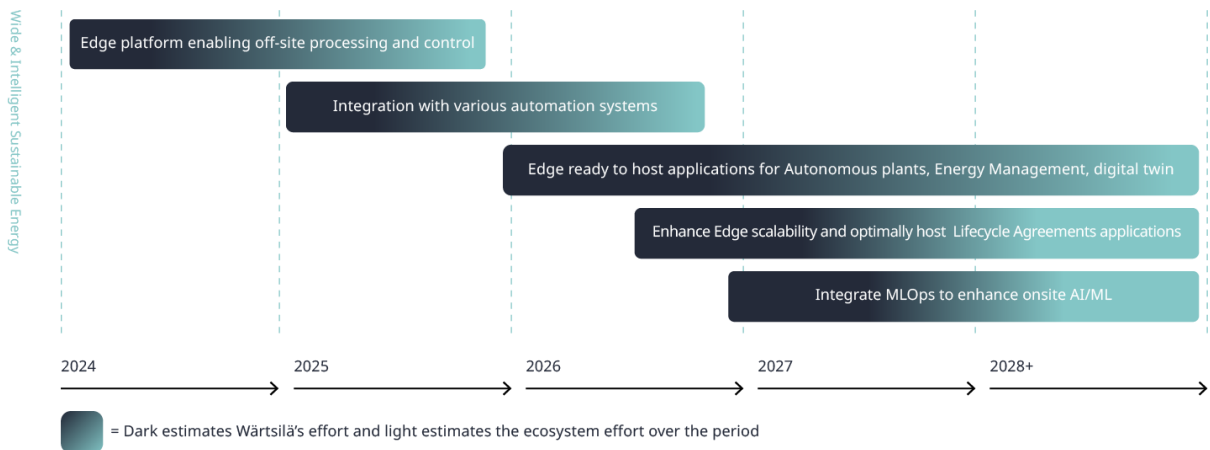 Wide & Intelligent Sustainable Energy
Edge platform enabling off-site processing and control
Integration with various automation systems
Edge ready to host applications for Autonomous plants, Energy Management, digital twin
Enhance Edge scalability and optimally host Lifecycle Agreements applications
Integrate MLOps to enhance onsite AI/ML
2024
2025
2026
2027
2028+
= Dark estimates Wärtsilä’s effort and light estimates the ecosystem effort over the period